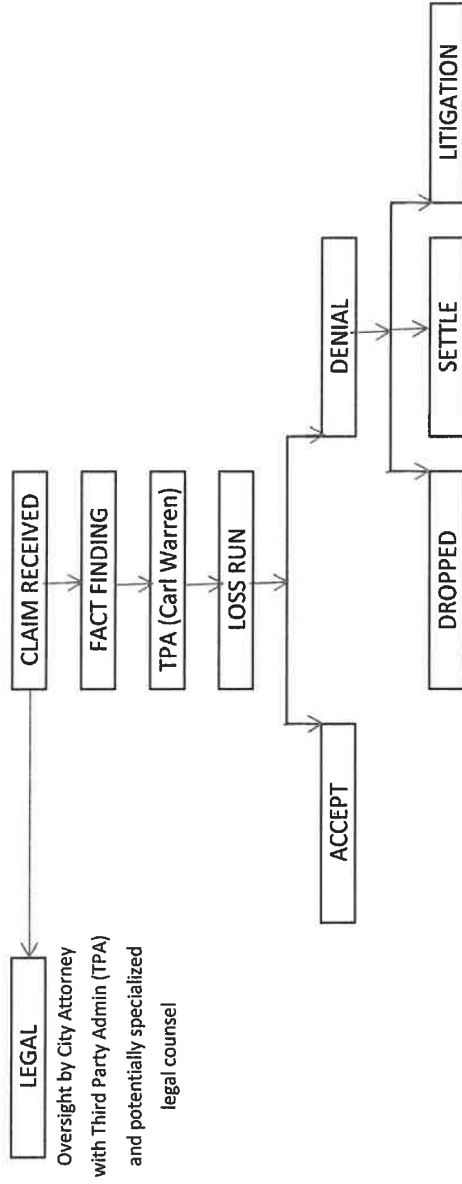 LEGAL
Oversight by City Attorney
with Third Party Admin (TPA)
and potentially specialized
legal counsel
CLAIM RECEIVED
FACT FINDING
TPA (Carl Warren)
LOSS RUN
ACCEPT
DENIAL
DROPPED
SETTLE
LITIGATION